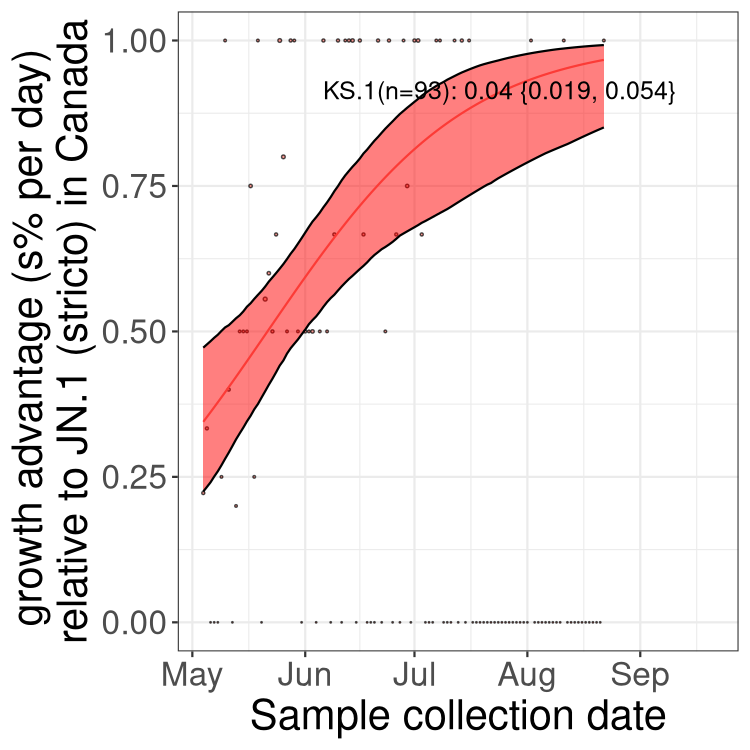 growth advantage (s% per day)
relative to JN.1 (stricto) in Canada
1.00
0.75
0.50
0.25
0.00
KS.1(n=93): 0.04 {0.019, 0.054}
May Jun Jul Aug Sep
Sample collection date